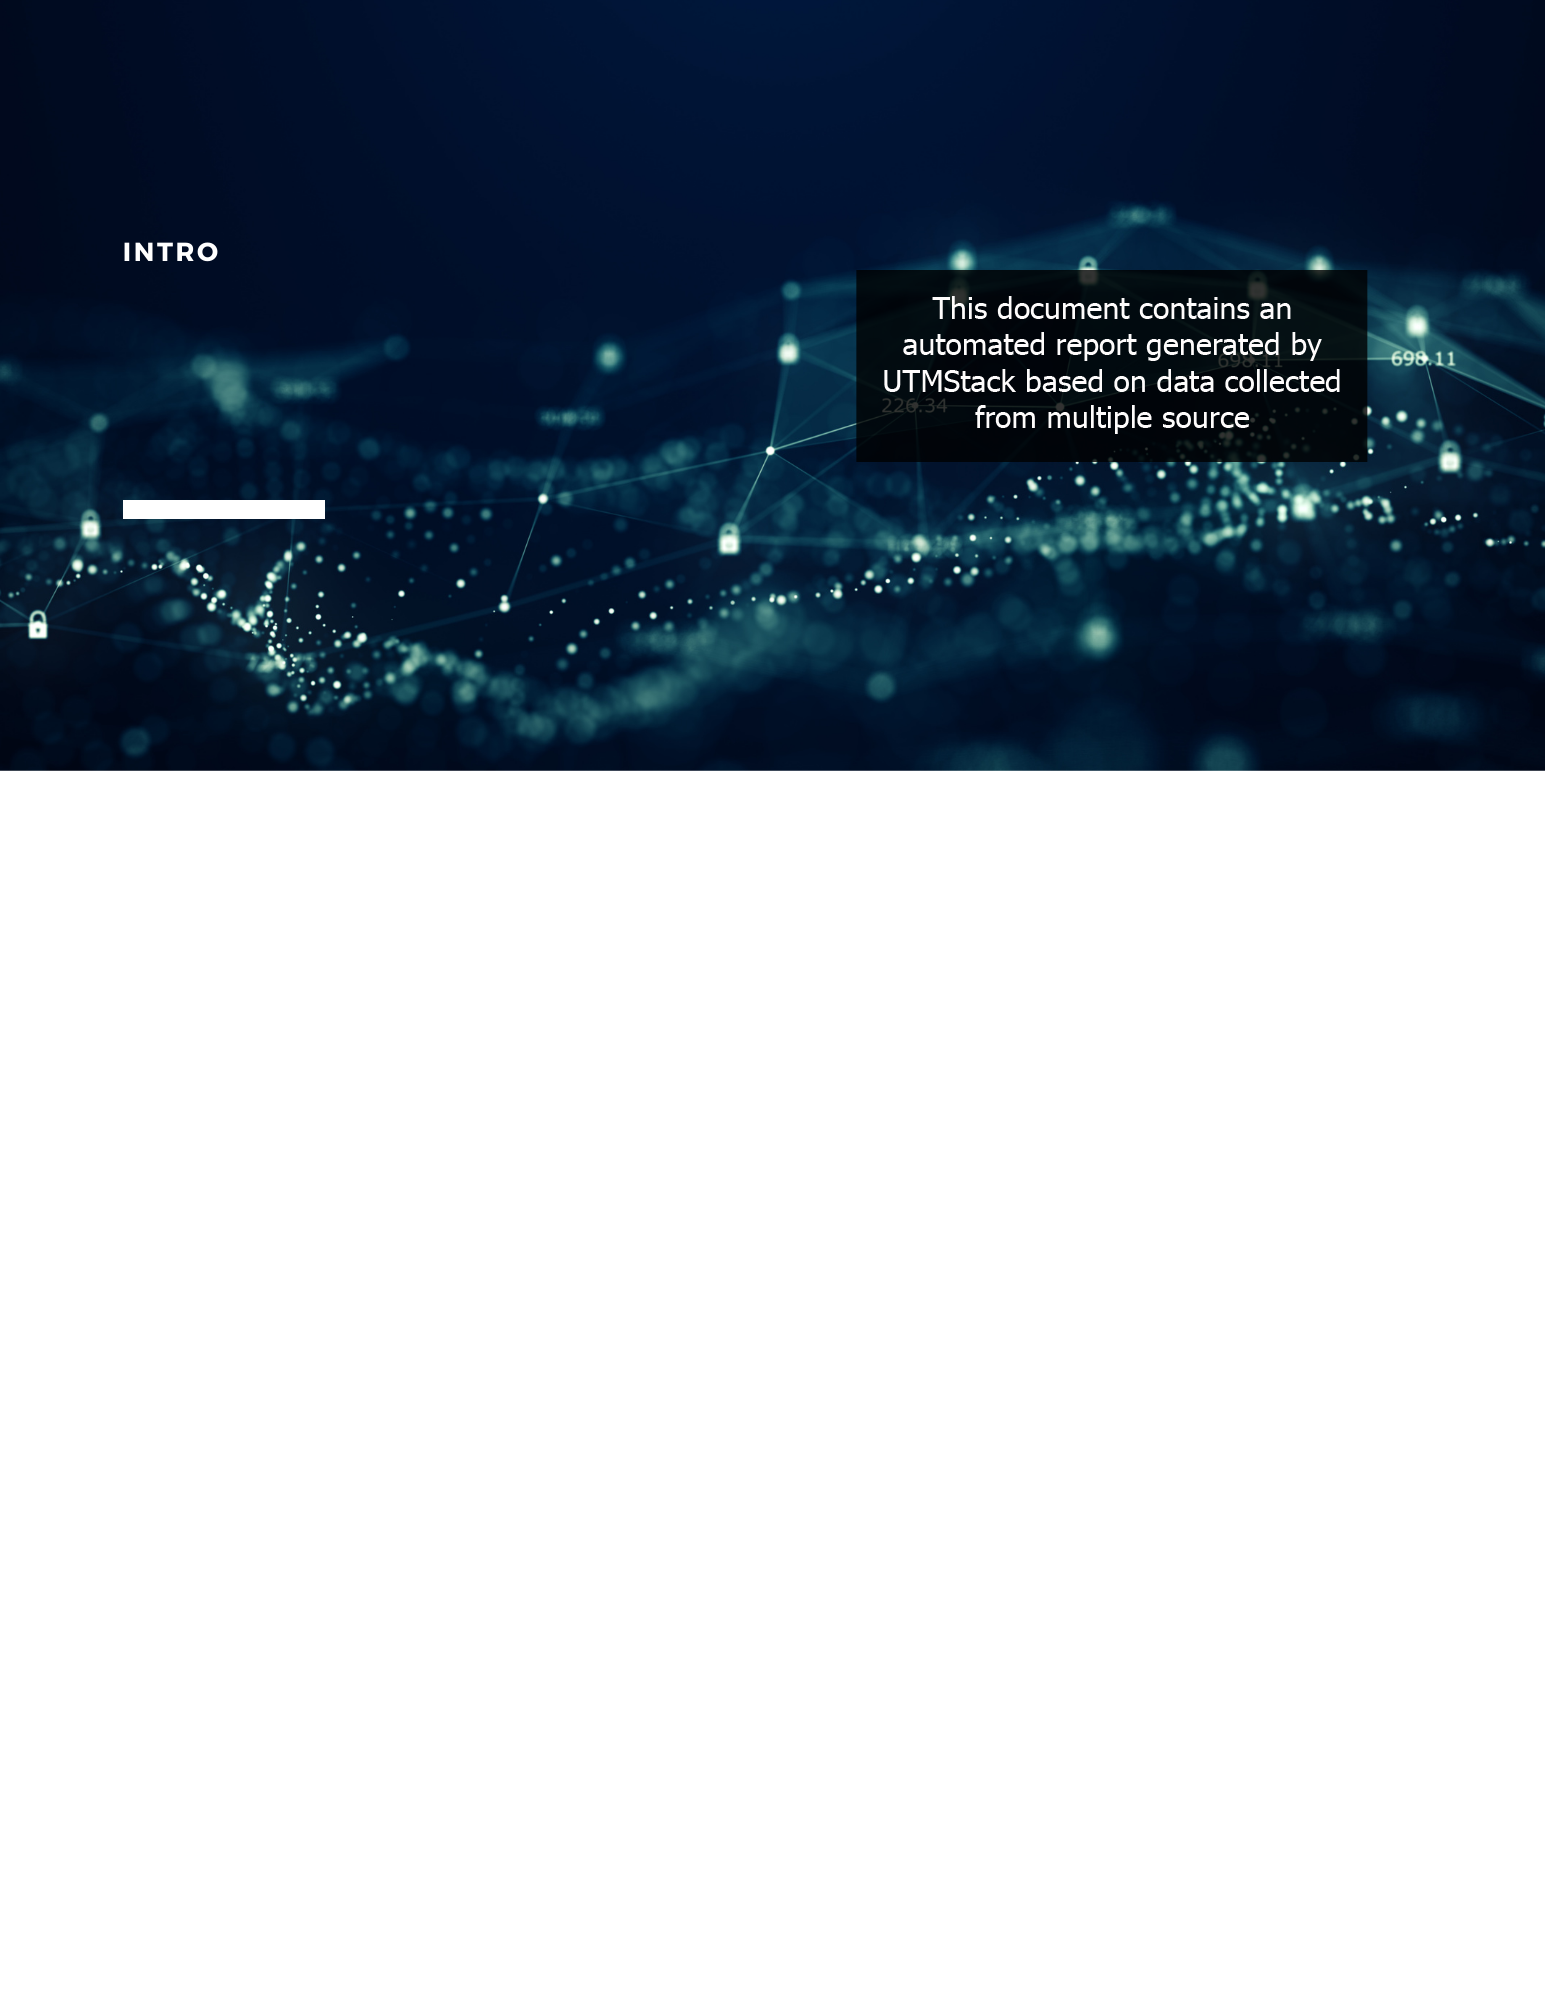 INTRO
This document contains an
automated report generated by
UTMStack based on data collected
from multiple source
698.11
698.11
226.34